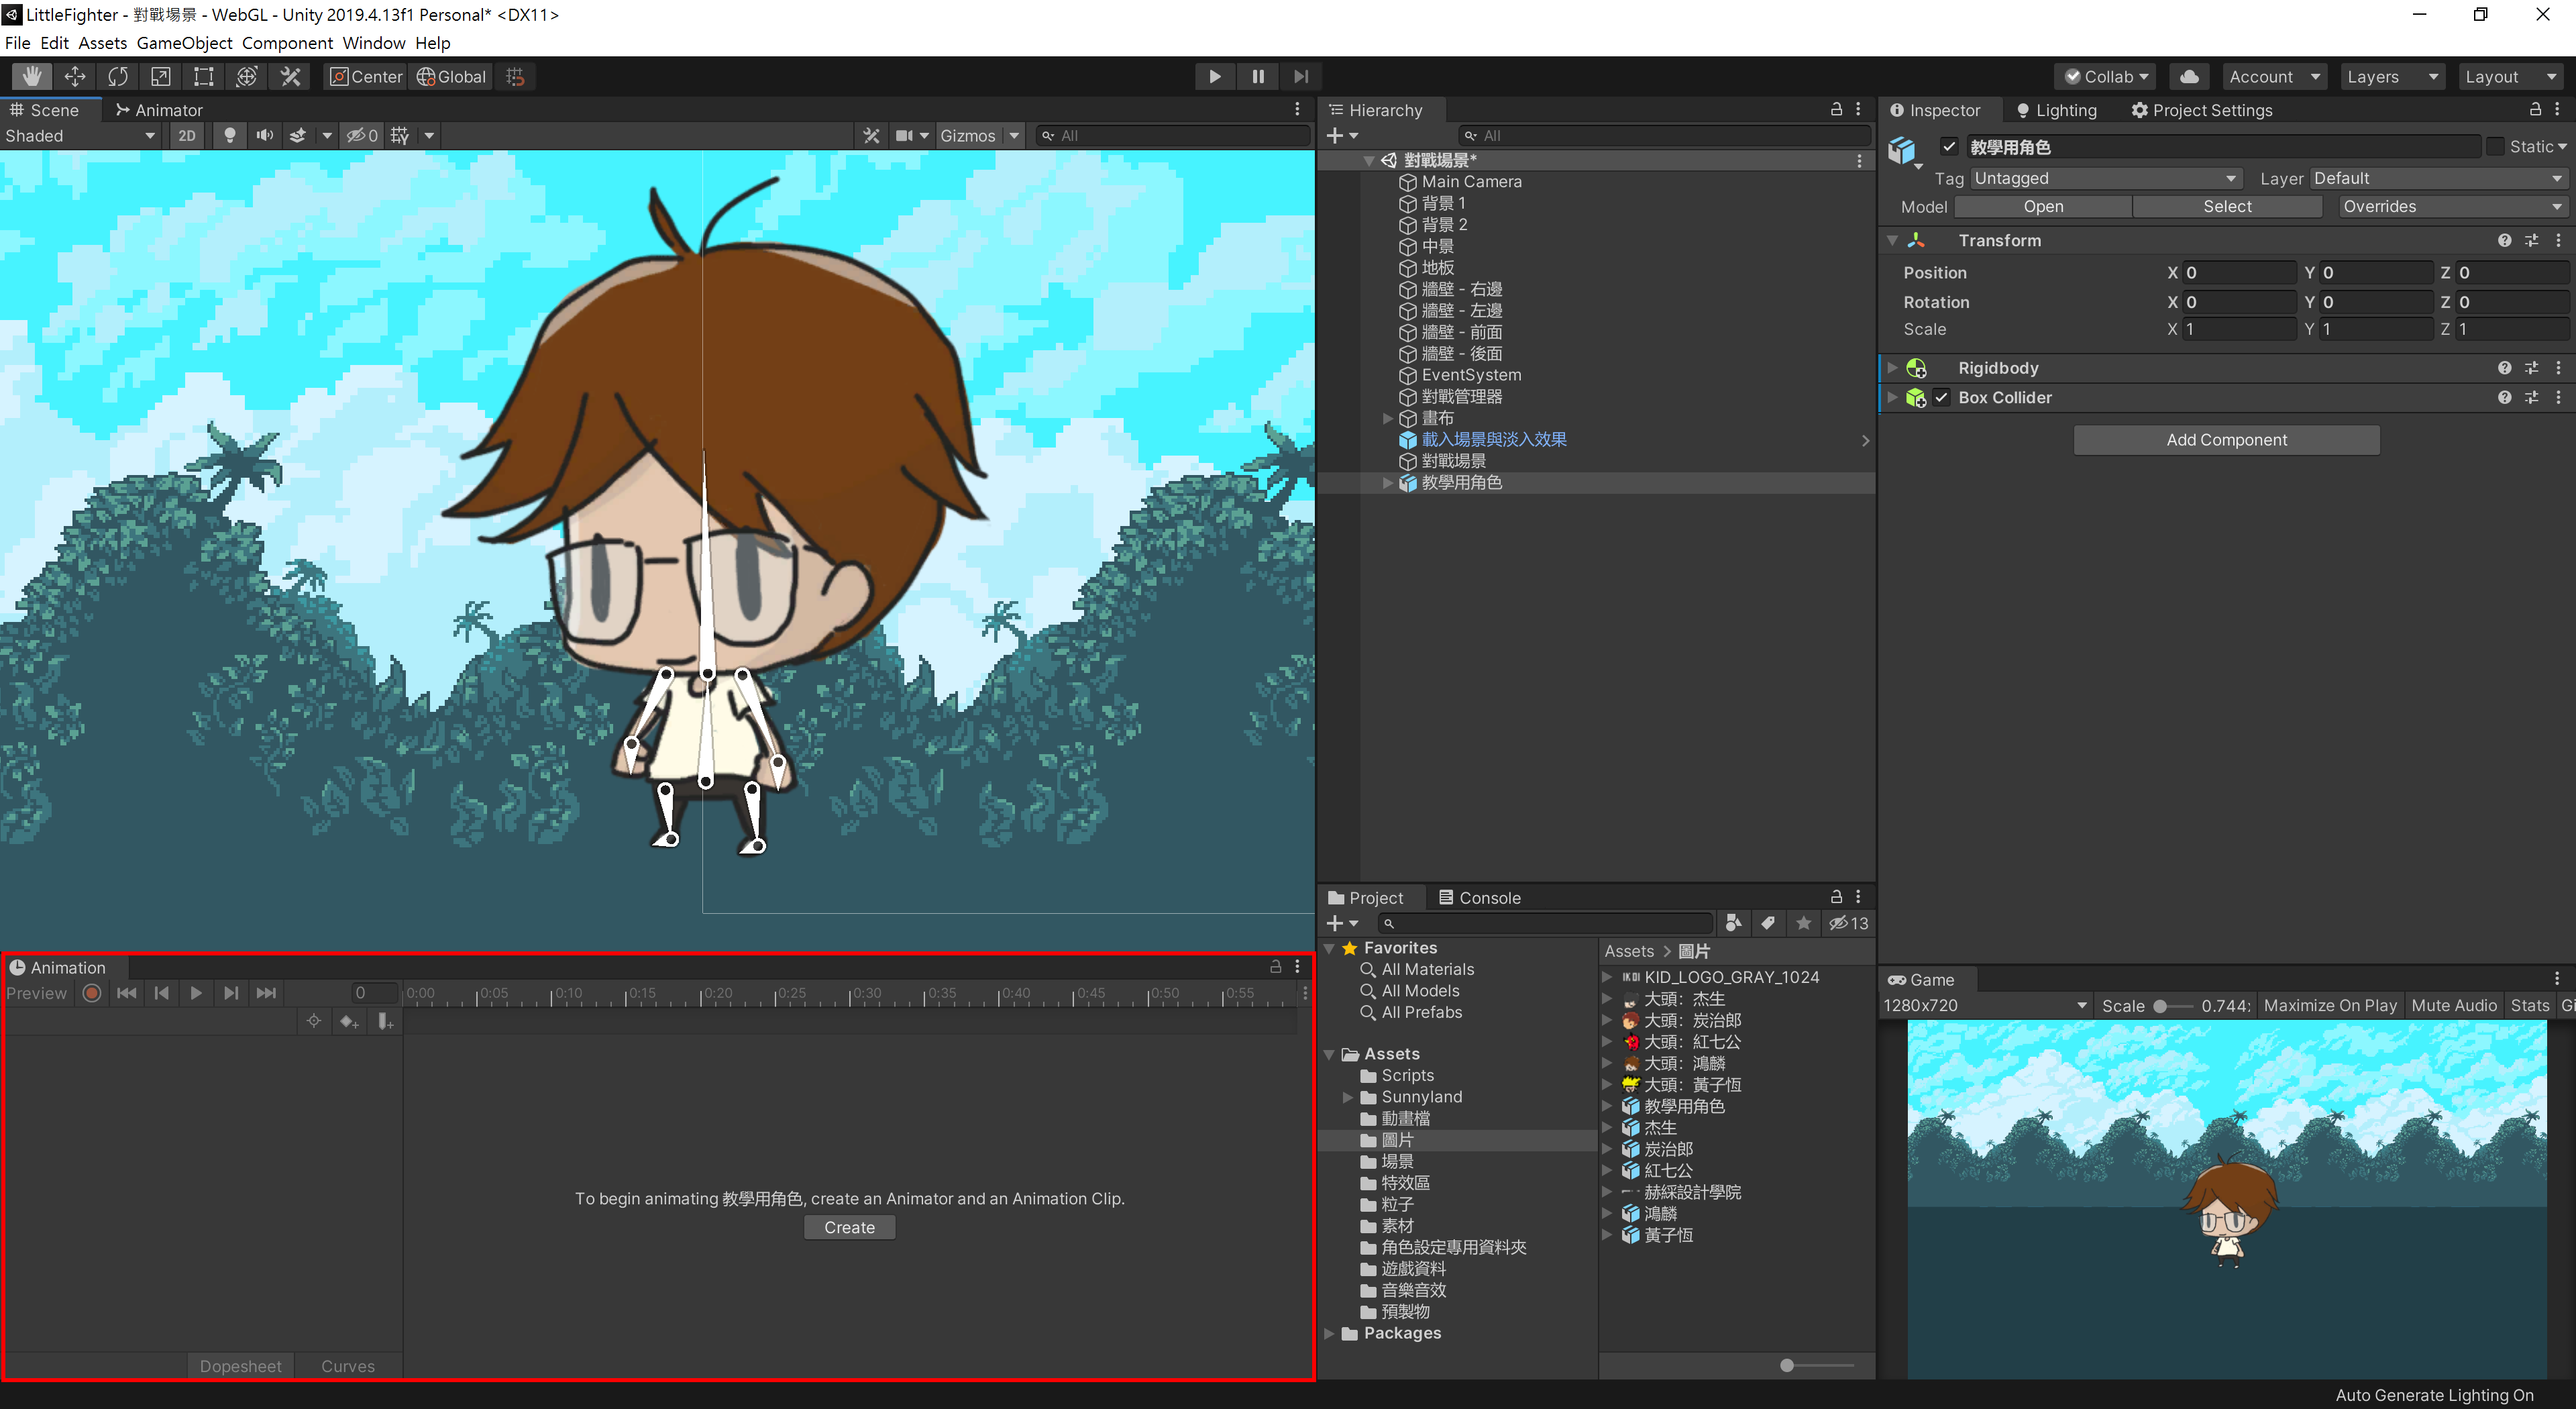 LittleFighter - 對戰場景 - WebGL - Unity 2019.4.13f1 Personal* <DX11>
File Edit Assets GameObject Component Window Help
Center Global
Collab Account Layers Layout
Scene Animator
Shaded 2D 0 Gizmos All
Hierarchy
All
對戰場景*
Main Camera
背景 1
背景 2
中景
地板
牆壁 - 右邊
牆壁 - 左邊
牆壁 - 前面
牆壁 - 後面
EventSystem
對戰管理器
畫布
載入場景與淡入效果
對戰場景
教學用角色
Inspector Lighting Project Settings
教學用角色 Static
Tag Untagged Layer Default
Model Open Select Overrides
Transform
Position X 0 Y 0 Z 0
Rotation X 0 Y 0 Z 0
Scale X 1 Y 1 Z 1
Rigidbody
Box Collider
Add Component
Animation
Preview 0 0:00 0:05 0:10 0:15 0:20 0:25 0:30 0:35 0:40 0:45 0:50 0:55
To begin animating 教學用角色, create an Animator and an Animation Clip.
Create
Dopesheet Curves
Project Console
13
Favorites
All Materials
All Models
All Prefabs
Assets
Scripts
Sunnyland
動畫檔
圖片
場景
特效區
粒子
素材
角色設定專用資料夾
遊戲資料
音樂音效
預製物
Packages
Assets > 圖片
KID_LOGO_GRAY_1024
大頭：杰生
大頭：炭治郎
大頭：紅七公
大頭：鴻麟
大頭：黃子恆
教學用角色
杰生
炭治郎
紅七公
赫綵設計學院
鴻麟
黃子恆
Game
1280x720 Scale 0.744: Maximize On Play Mute Audio Stats Gi
Auto Generate Lighting On